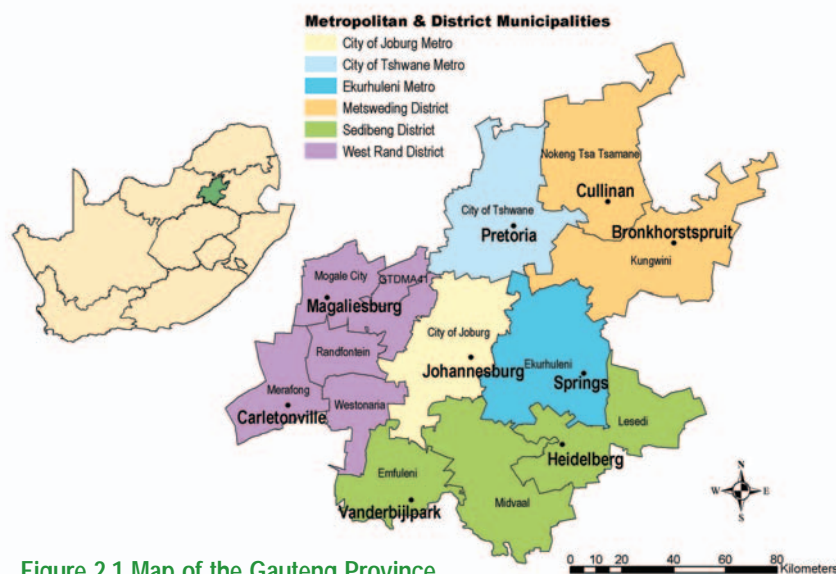 Metropolitan & District Municipalities
City of Joburg Metro
City of Tshwane Metro
Ekurhuleni Metro
Metsweding District
Sedibeng District
West Rand District
Nokeng Tsa Tsamane
Cullinan
City of Tshwane
Pretoria
Bronkhorstspruit
Kungwini
Mogale City
GTDMA41
Magaliesburg
s
City of Joburg
Randfontein
Johannesburg
Ekurhuleni
Springs
Merafong
Westonaria
Carletonville
Lesedi
Heidelberg
Emfuleni
Midvaal
Vanderbijlpark
N
W E
S
0 10 20 40 60 80
Kilometers
Figure 2.1 Map of the Gauteng Province